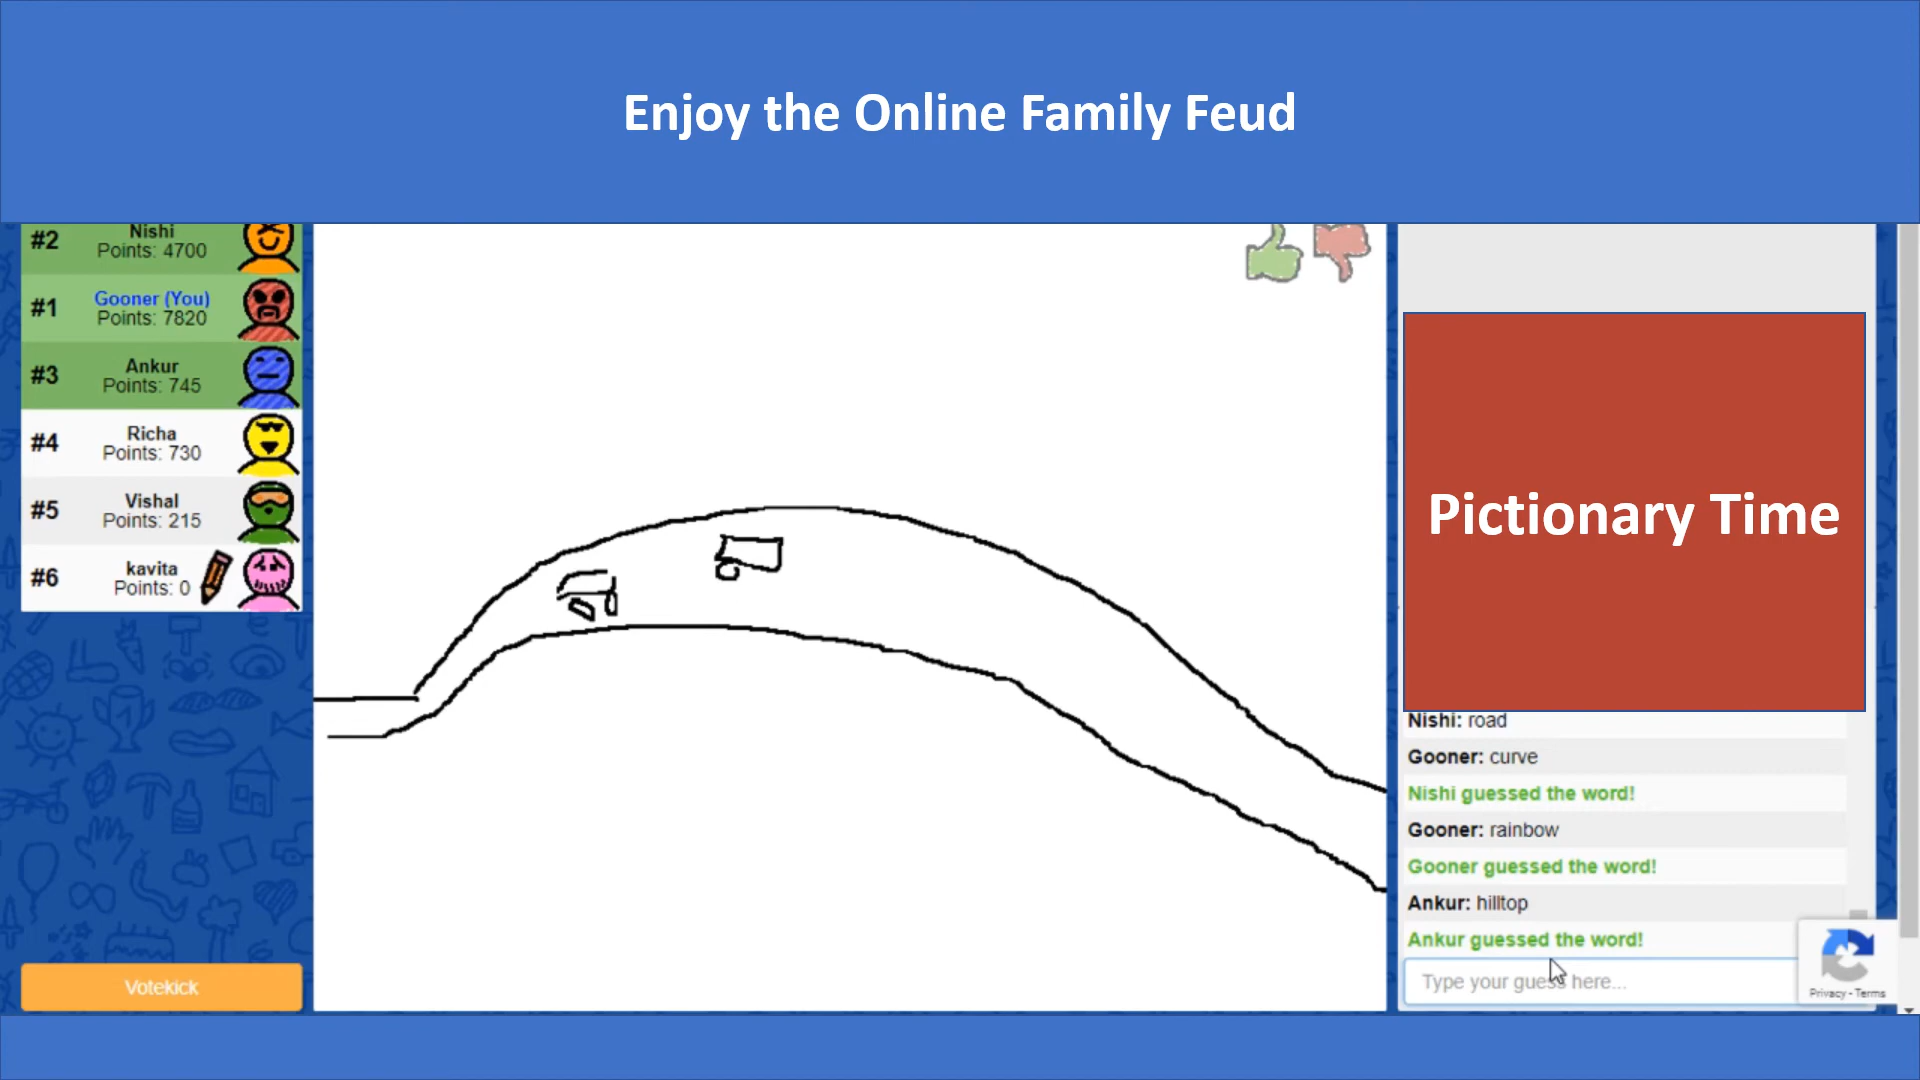 Enjoy the Online Family Feud
#2 Nishi
Points: 4700
#1 Gooner (You)
Points: 7820
#3 Ankur
Points: 745
#4 Richa
Points: 730
#5 Vishal
Points: 215
#6 kavita
Points: 0
Votekick
Pictionary Time
Nishi: road
Gooner: curve
Nishi guessed the word!
Gooner: rainbow
Gooner guessed the word!
Ankur: hilltop
Ankur guessed the word!
Type your guess here...
Privacy - Terms